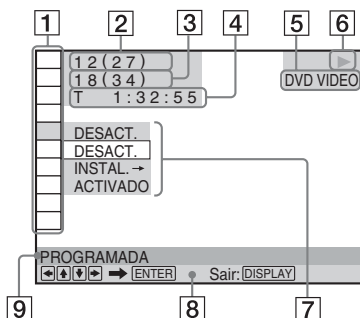 1 2 3 4 5 6
12(27)
18(34)
T 1:32:55
DVD VIDEO
DESACT.
DESACT.
INSTAL.→
ACTIVADO
PROGRAMADA
ENTER Sair: DISPLAY
9 8 7